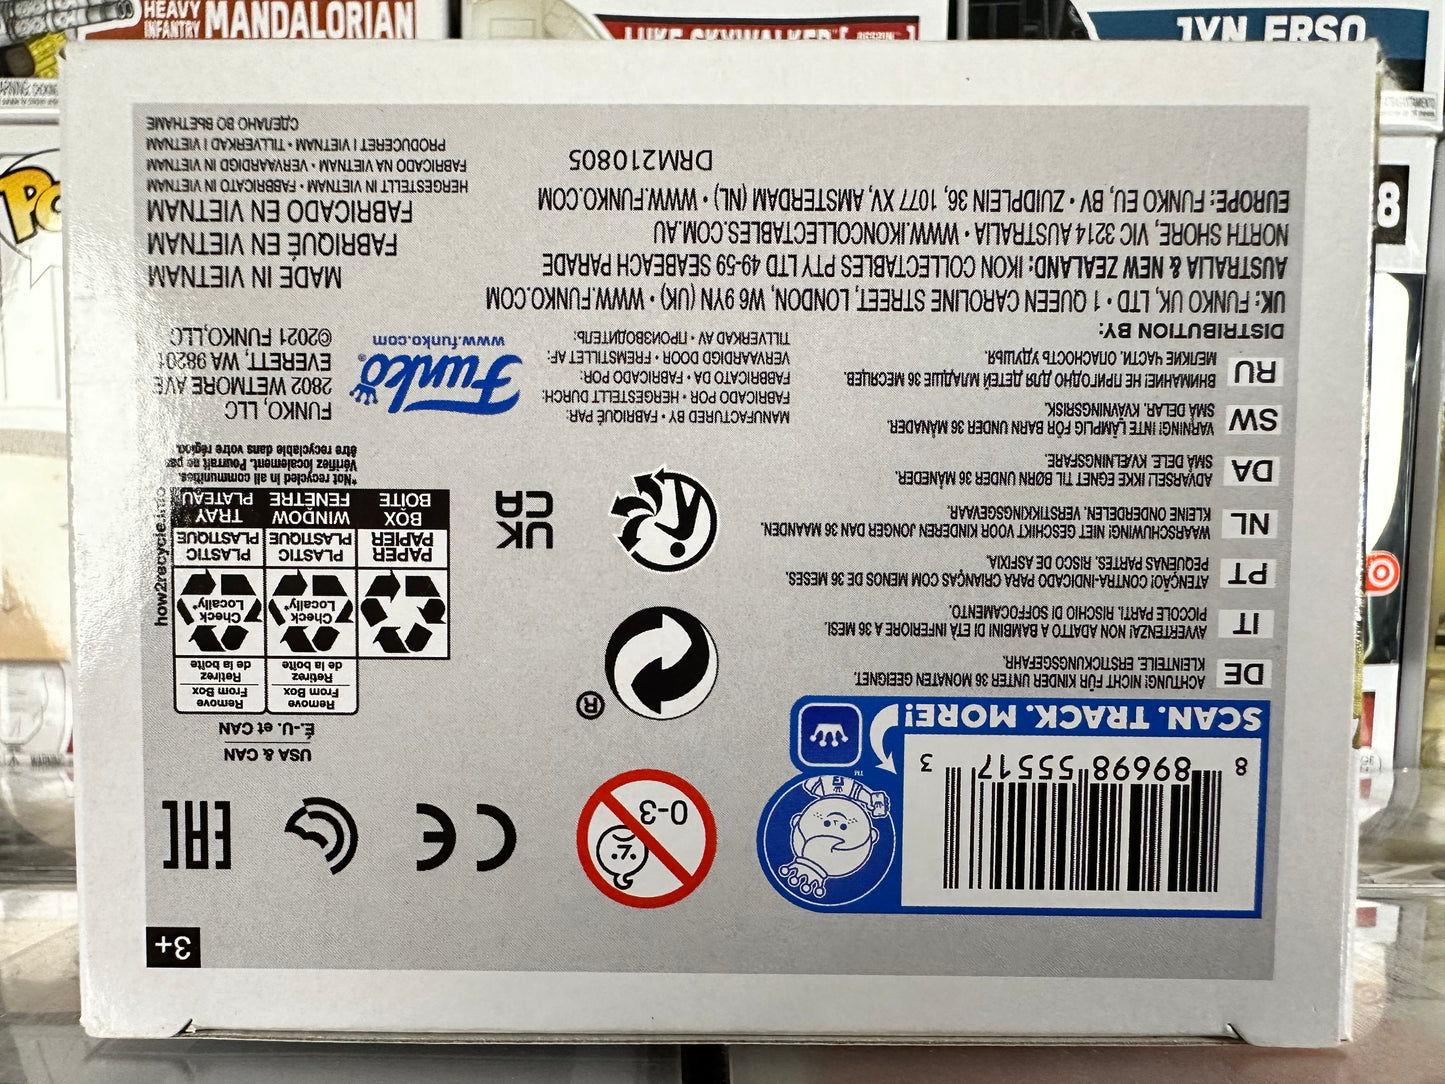 HEAVY
INFANTRY MANDALORIAN
LUKE SKYWALKER™
JYN ERSO
8
3+
0-3
CE
EAC
8 89698 55517 3
SCAN. TRACK. MORE!
™
USA & CAN
É.-U. et CAN
Remove
From Box
Retirez
de la boîte
Remove
From Box
Retirez
de la boîte
Check
Locally*
Check
Locally*
PAPER
PAPIER
BOX
BOÎTE
PLASTIC
PLASTIQUE
WINDOW
FENÊTRE
PLASTIC
PLASTIQUE
TRAY
PLATEAU
how2recycle.info
*Not recycled in all communities.
Vérifiez localement. Pourrait ne pas
être recyclable dans votre région.
®
UK
CA
DE ACHTUNG! NICHT FÜR KINDER UNTER 36 MONATEN GEEIGNET.
KLEINTEILE. ERSTICKUNGSGEFAHR.
IT AVVERTENZA! NON ADATTO A BAMBINI DI ETÀ INFERIORE A 36 MESI.
PICCOLE PARTI. RISCHIO DI SOFFOCAMENTO.
PT ATENÇÃO! CONTRA-INDICADO PARA CRIANÇAS COM MENOS DE 36 MESES.
PEQUENAS PARTES. RISCO DE ASFIXIA.
NL WAARSCHUWING! NIET GESCHIKT VOOR KINDEREN JONGER DAN 36 MAANDEN.
KLEINE ONDERDELEN. VERSTIKKINGSGEVAAR.
DA ADVARSEL! IKKE EGNET TIL BØRN UNDER 36 MÅNEDER.
SMÅ DELE. KVÆLNINGSFARE.
SW VARNING! INTE LÄMPLIG FÖR BARN UNDER 36 MÅNADER.
SMÅ DELAR. KVÄVNINGSRISK.
RU ВНИМАНИЕ! НЕ ПРИГОДНО ДЛЯ ДЕТЕЙ МЛАДШЕ 36 МЕСЯЦЕВ.
МЕЛКИЕ ЧАСТИ. ОПАСНОСТЬ УДУШЬЯ.
MANUFACTURED BY • FABRIQUÉ PAR:
FABRICADO POR • HERGESTELLT DURCH:
FABBRICATO DA • FABRICADO POR:
VERVAARDIGD DOOR • FREMSTILLET AF:
TILLVERKAD AV • ПРОИЗВОДИТЕЛЬ:
Funko®
www.funko.com
FUNKO, LLC
2802 WETMORE AVE
EVERETT, WA 98201
©2021 FUNKO,LLC
DISTRIBUTION BY:
UK: FUNKO UK, LTD • 1 QUEEN CAROLINE STREET, LONDON, W6 9YN (UK) • WWW.FUNKO.COM
AUSTRALIA & NEW ZEALAND: IKON COLLECTABLES PTY LTD 49-59 SEABEACH PARADE
NORTH SHORE, VIC 3214 AUSTRALIA • WWW.IKONCOLLECTABLES.COM.AU
EUROPE: FUNKO EU, BV • ZUIDPLEIN 36, 1077 XV, AMSTERDAM (NL) • WWW.FUNKO.COM
DRM210805
MADE IN VIETNAM
FABRIQUÉ EN VIETNAM
FABRICADO EN VIETNAM
HERGESTELLT IN VIETNAM • FABBRICATO IN VIETNAM
FABRICADO NA VIETNAM • VERVAARDIGD IN VIETNAM
PRODUCERET I VIETNAM • TILLVERKAD I VIETNAM
СДЕЛАНО ВО ВЬЕТНАМЕ